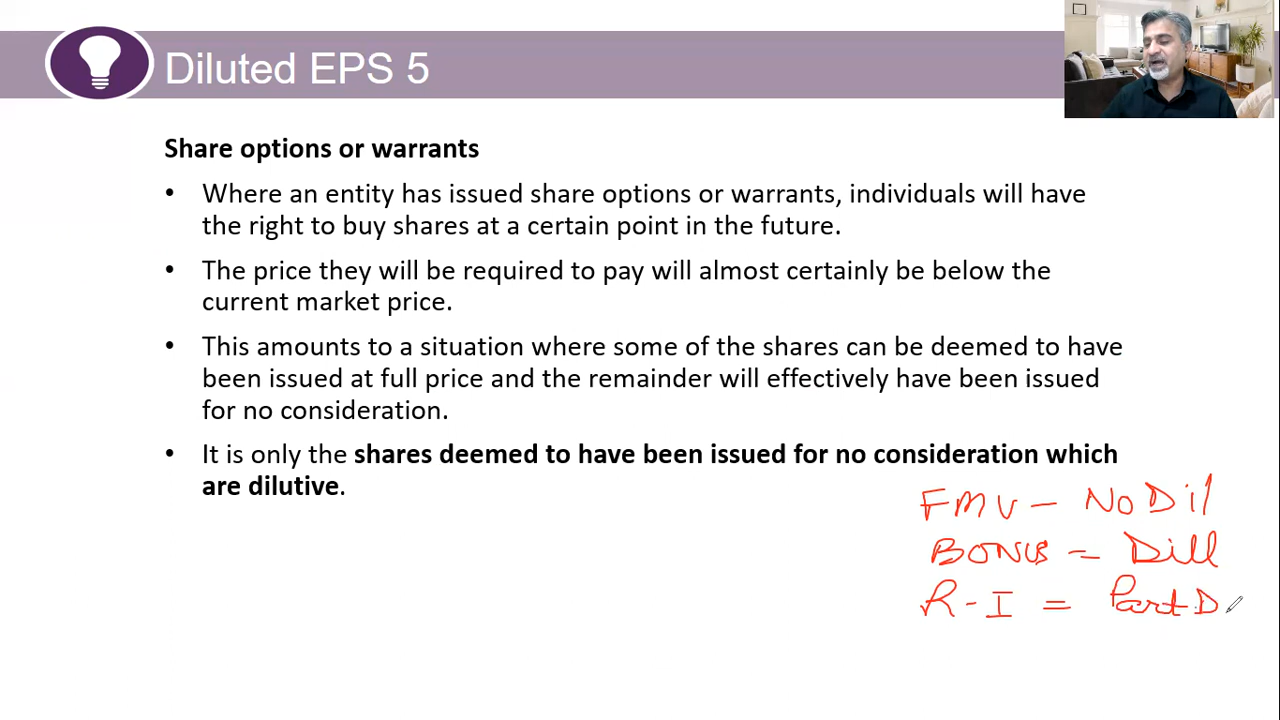 Diluted EPS 5
Share options or warrants
• Where an entity has issued share options or warrants, individuals will have
the right to buy shares at a certain point in the future.
• The price they will be required to pay will almost certainly be below the
current market price.
• This amounts to a situation where some of the shares can be deemed to have
been issued at full price and the remainder will effectively have been issued
for no consideration.
• It is only the shares deemed to have been issued for no consideration which
are dilutive.
FMV – No Dil
BONUS = Dill
R-I = Part D